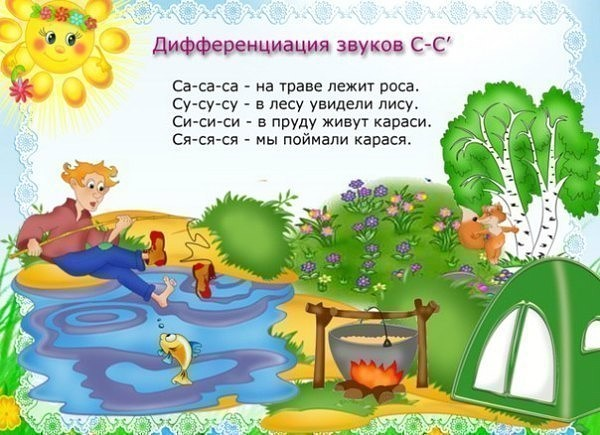 Дифференциация звуков С-С′
Са-са-са - на траве лежит роса.
Су-су-су - в лесу увидели лису.
Си-си-си - в пруду живут караси.
Ся-ся-ся - мы поймали карася.